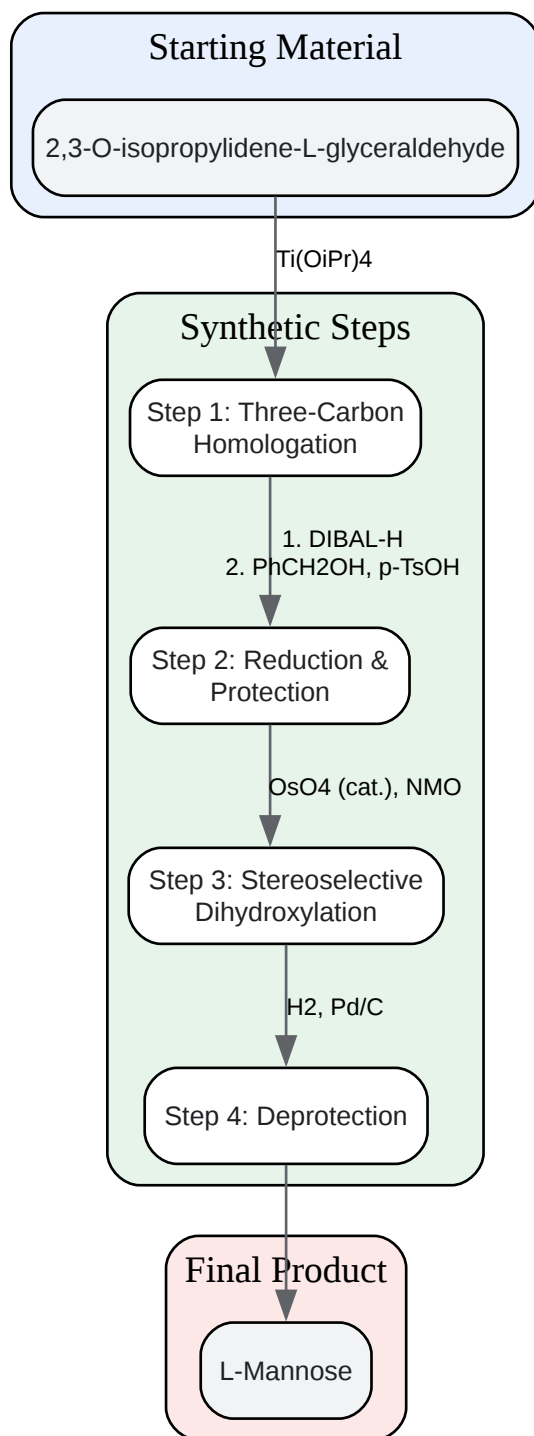 Starting Material
2,3-O-isopropylidene-L-glyceraldehyde
Ti(OiPr)4
Synthetic Steps
Step 1: Three-Carbon
Homologation
1. DIBAL-H
2. PhCH2OH, p-TsOH
Step 2: Reduction &
Protection
OsO4 (cat.), NMO
Step 3: Stereoselective
Dihydroxylation
H2, Pd/C
Step 4: Deprotection
Final Product
L-Mannose